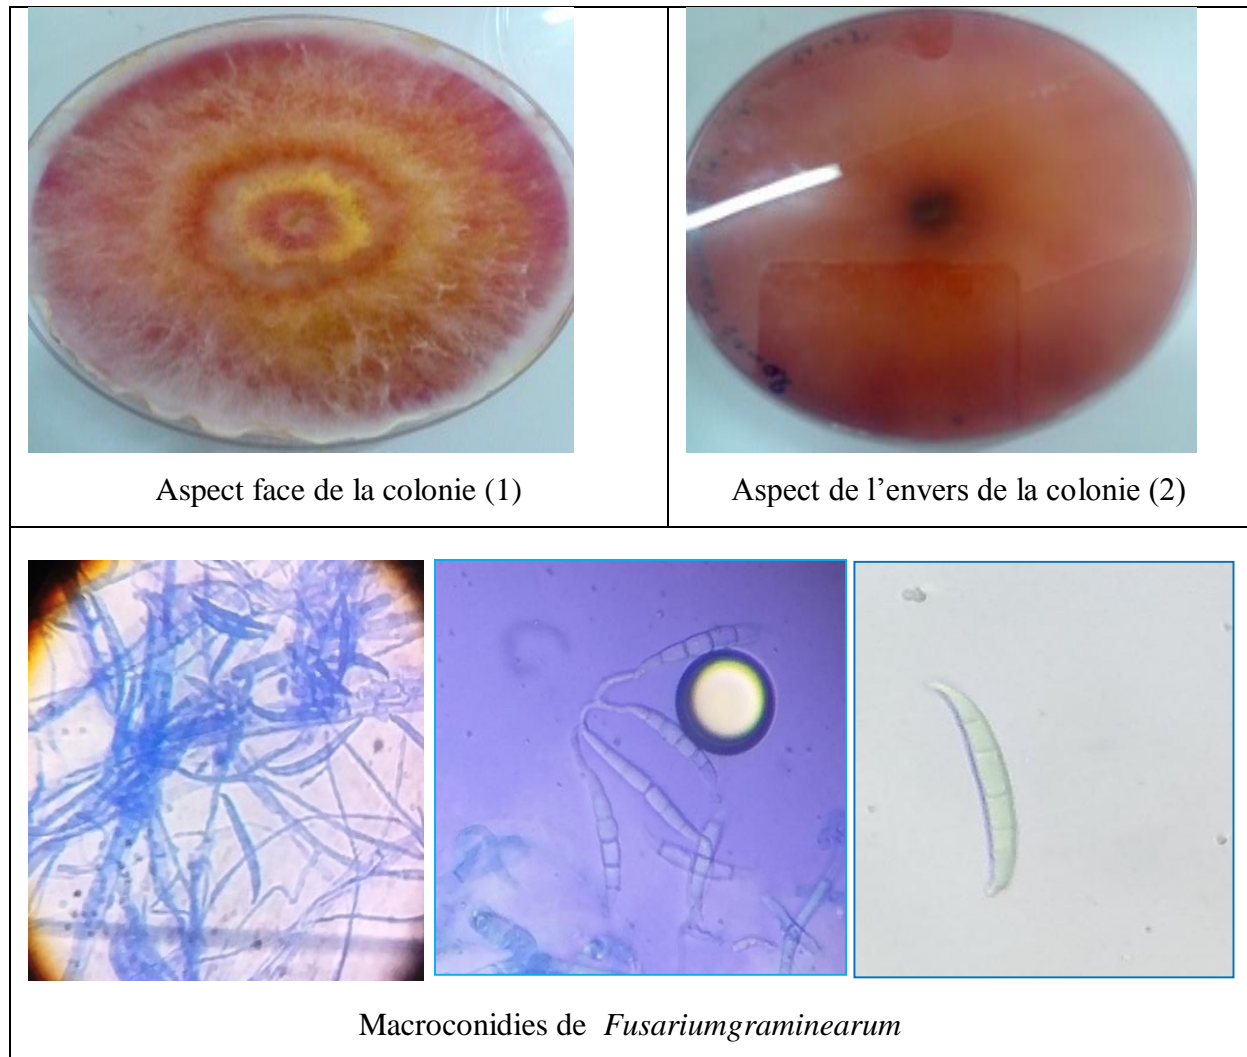 Aspect face de la colonie (1)
Aspect de l’envers de la colonie (2)
Macroconidies de Fusariumgraminearum